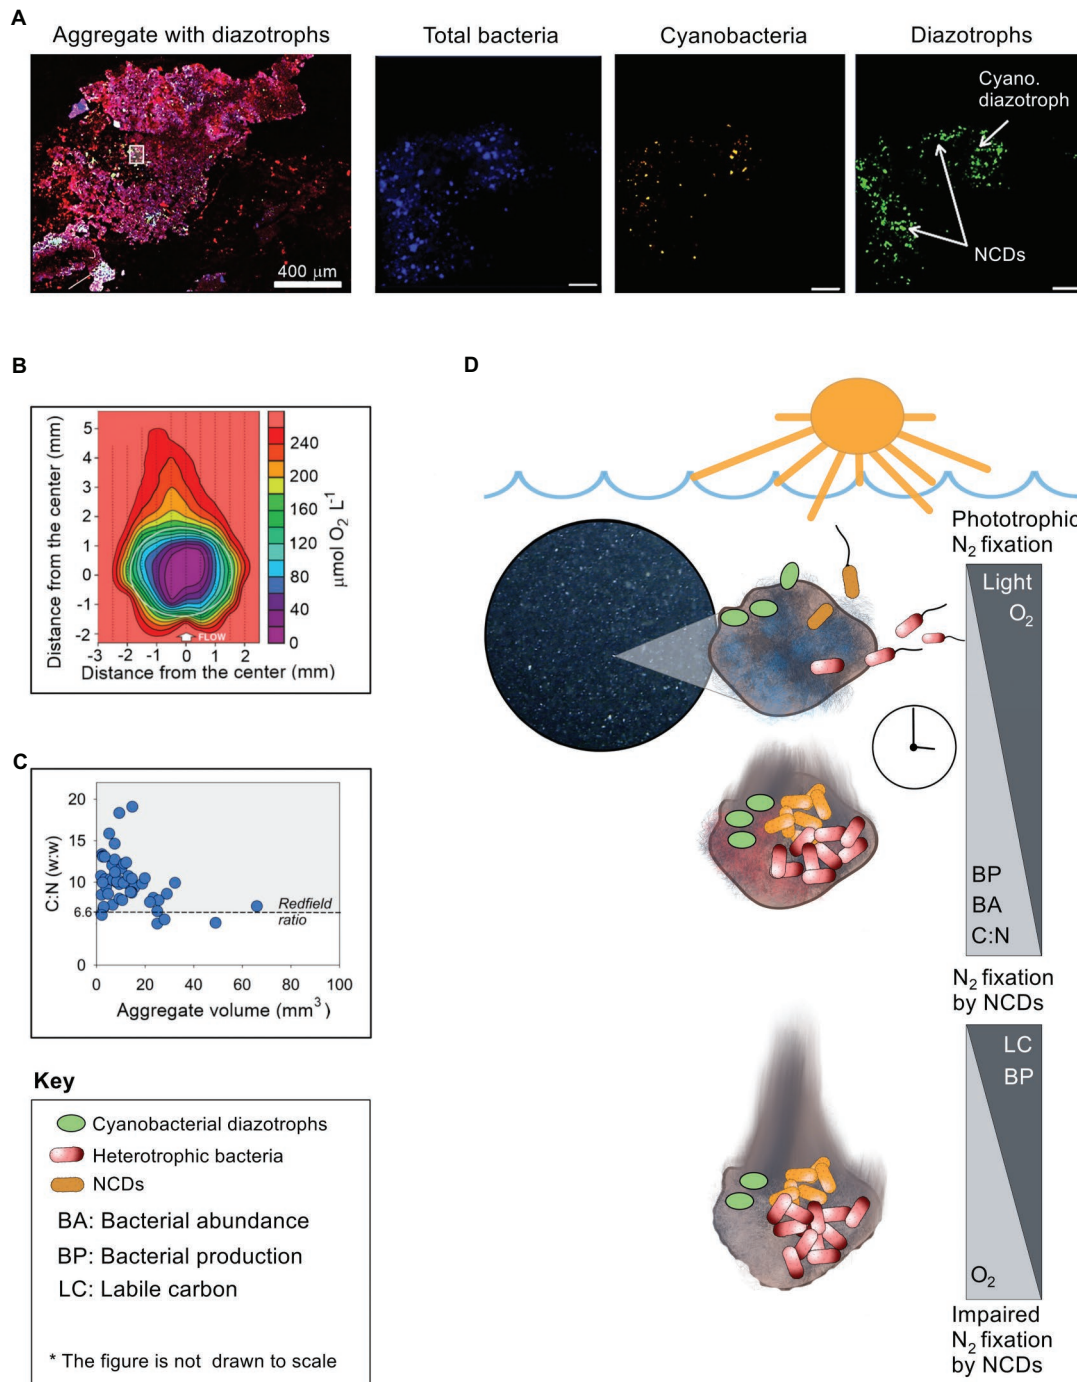 A
Aggregate with diazotrophs
Total bacteria
Cyanobacteria
Diazotrophs
Cyano.
diazotroph
NCDs
400 µm
B
Distance from the center (mm)
5
4
3
2
1
0
-1
-2
-3 -2 -1 0 1 2
Distance from the center (mm)
FLOW
240
200
160
120
80
40
0
µmol O2 L-1
C
C:N (w:w)
20
15
10
6.6
0
Redfield
ratio
0 20 40 60 80 100
Aggregate volume (mm3)
Key
Cyanobacterial diazotrophs
Heterotrophic bacteria
NCDs
BA: Bacterial abundance
BP: Bacterial production
LC: Labile carbon
* The figure is not drawn to scale
D
Phototrophic
N2 fixation
Light
O2
BP
BA
C:N
N2 fixation
by NCDs
LC
BP
O2
Impaired
N2 fixation
by NCDs